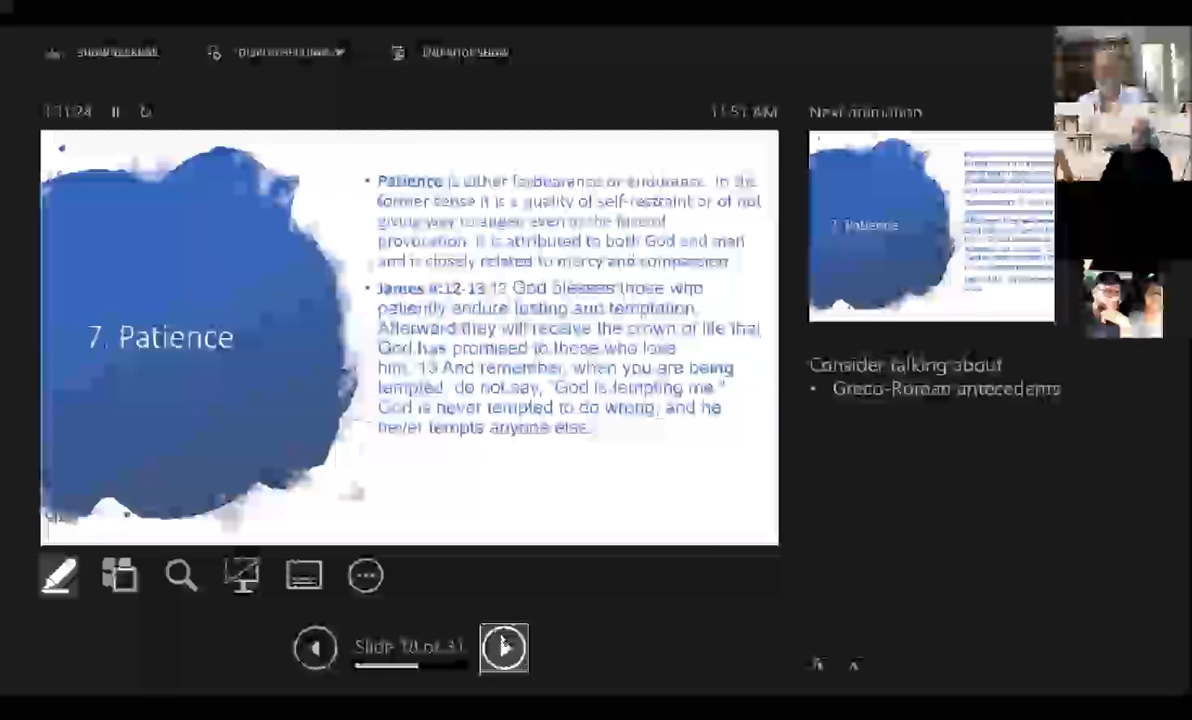 1:11:24
11:51 AM
Next animation
7. Patience
• Patience is either forbearance or endurance. In the
former sense it is a quality of self-restraint or of not
giving way to anger even in the face of
provocation. It is attributed to both God and man
and is closely related to mercy and compassion
• James 12-13 12 God blesses those who
patiently endure testing and temptation.
Afterward they will receive the crown of life that
God has promised to those who love
him. 13 And remember, when you are being
tempted, do not say, "God is tempting me."
God is never tempted to do wrong, and he
never tempts anyone else.
7. Patience
Consider talking about
• Greco-Roman antecedents
Slide of 31
A A